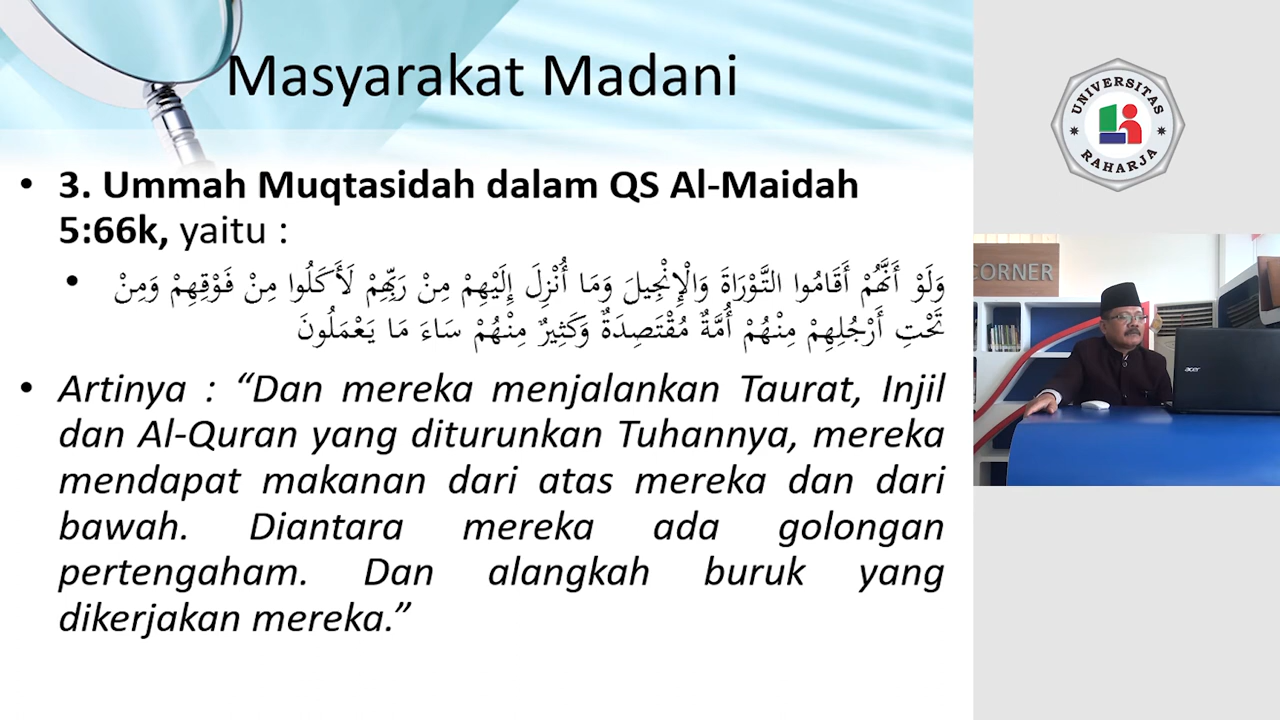 Masyarakat Madani
• 3. Ummah Muqtasidah dalam QS Al-Maidah
5:66k, yaitu :
• وَلَوْ أَنَّهُمْ أَقَامُوا التَّوْرَاةَ وَالْإِنْجِيلَ وَمَا أُنْزِلَ إِلَيْهِمْ مِنْ رَبِّهِمْ لَأَكَلُوا مِنْ فَوْقِهِمْ وَمِنْ
تَحْتِ أَرْجُلِهِمْ مِنْهُمْ أُمَّةٌ مُقْتَصِدَةٌ وَكَثِيرٌ مِنْهُمْ سَاءَ مَا يَعْمَلُونَ
• Artinya : “Dan mereka menjalankan Taurat, Injil
dan Al-Quran yang diturunkan Tuhannya, mereka
mendapat makanan dari atas mereka dan dari
bawah. Diantara mereka ada golongan
pertengaham. Dan alangkah buruk yang
dikerjakan mereka.”
UNIVERSITAS
RAHARJA
CORNER
acer